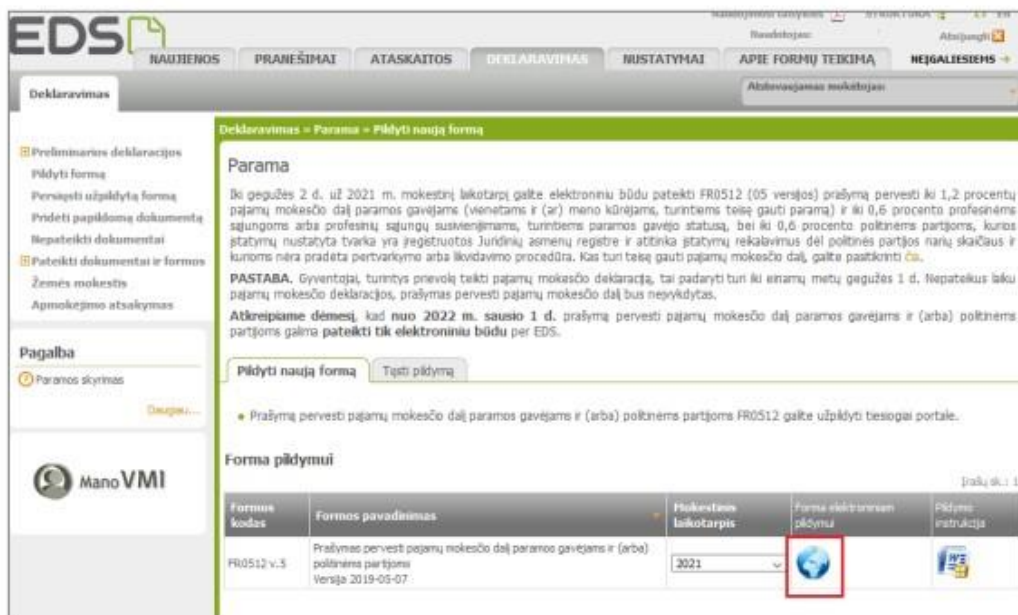 EDS
Naudotojas:
Atsijungti
NAUJIENOS PRANEŠIMAI ATASKAITOS DEKLARAVIMAS NUSTATYMAI APIE FORMŲ TEIKIMĄ NEĮGALIESIEMS
Deklaravimas
Atstovaujamas mokėtojas:
Deklaravimas » Parama » Pildyti naują formą
Preliminarios deklaracijos
Pildyti formą
Persiųsti užpildytą formą
Pridėti papildomą dokumentą
Nepateikti dokumentai
Pateikti dokumentai ir formos
Žemės mokestis
Apmokėjimo atsakymas
Pagalba
Paramos skyrimas
Daugiau...
Mano VMI
Parama
Iki gegužės 2 d. už 2021 m. mokestinį laikotarpį galite elektroniniu būdu pateikti FR0512 (05 versijos) prašymą pervesti iki 1,2 procentų
pajamų mokesčio dalį paramos gavėjams (vienetams ir (ar) meno kūrėjams, turintiems teisę gauti paramą) ir iki 0,6 procento profesinėms
sąjungoms arba profesinių sąjungų susivienijimams, turintiems paramos gavėjo statusą, bei iki 0,6 procento politinėms partijoms, kurios
įstatymų nustatyta tvarka yra įregistruotos Juridinių asmenų registre ir atitinka įstatymų reikalavimus dėl politinės partijos narių skaičiaus ir
kurioms nėra pradėta pertvarkymo arba likvidavimo procedūra. Kas turi teisę gauti pajamų mokesčio dalį, galite pasitikrinti čia.
PASTABA. Gyventojai, turintys prievolę teikti pajamų mokesčio deklaraciją, tai padaryti turi iki einamų metų gegužės 1 d. Nepateikus laiku
pajamų mokesčio deklaracijos, prašymas pervesti pajamų mokesčio dalį bus neįvykdytas.
Atkreipiame dėmesį, kad nuo 2022 m. sausio 1 d. prašymą pervesti pajamų mokesčio dalį paramos gavėjams ir (arba) politinėms
partijoms galima pateikti tik elektroniniu būdu per EDS.
Pildyti naują formą Tęsti pildymą
Prašymą pervesti pajamų mokesčio dalį paramos gavėjams ir (arba) politinėms partijoms FR0512 galite užpildyti tiesiogiai portale.
Forma pildymui
Įrašų sk.: 1
Formos kodas Formos pavadinimas Mokestinis laikotarpis Forma elektroniniam pildymui Pildymo instrukcija
FR0512 v.5
Prašymas pervesti pajamų mokesčio dalį paramos gavėjams ir (arba)
politinėms partijoms
Versija 2019-05-07
2021